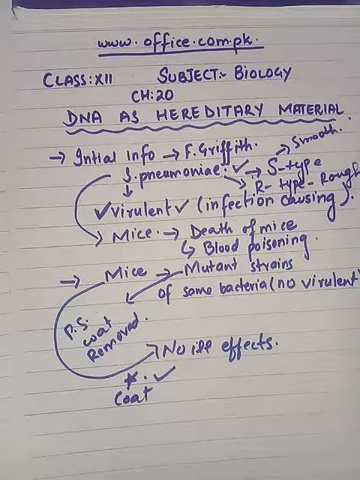 www.office.com.pk.
CLASS:XII SUBJECT:- Biology
CH:20
DNA AS HEREDITARY MATERIAL
→ Intial Info → F. Griffith. → Smooth.
S. pneumoniae: ✓ → S-type
→ R-type-Rough
✓ virulent ✓ (infection causing).
→ Mice → Death of mice
↳ Blood poisoning.
→ Mice → Mutant strains
of same bacteria (no virulent)
P.S.
coat
Removed.
→ No ill effects.
* . ✓
Coat